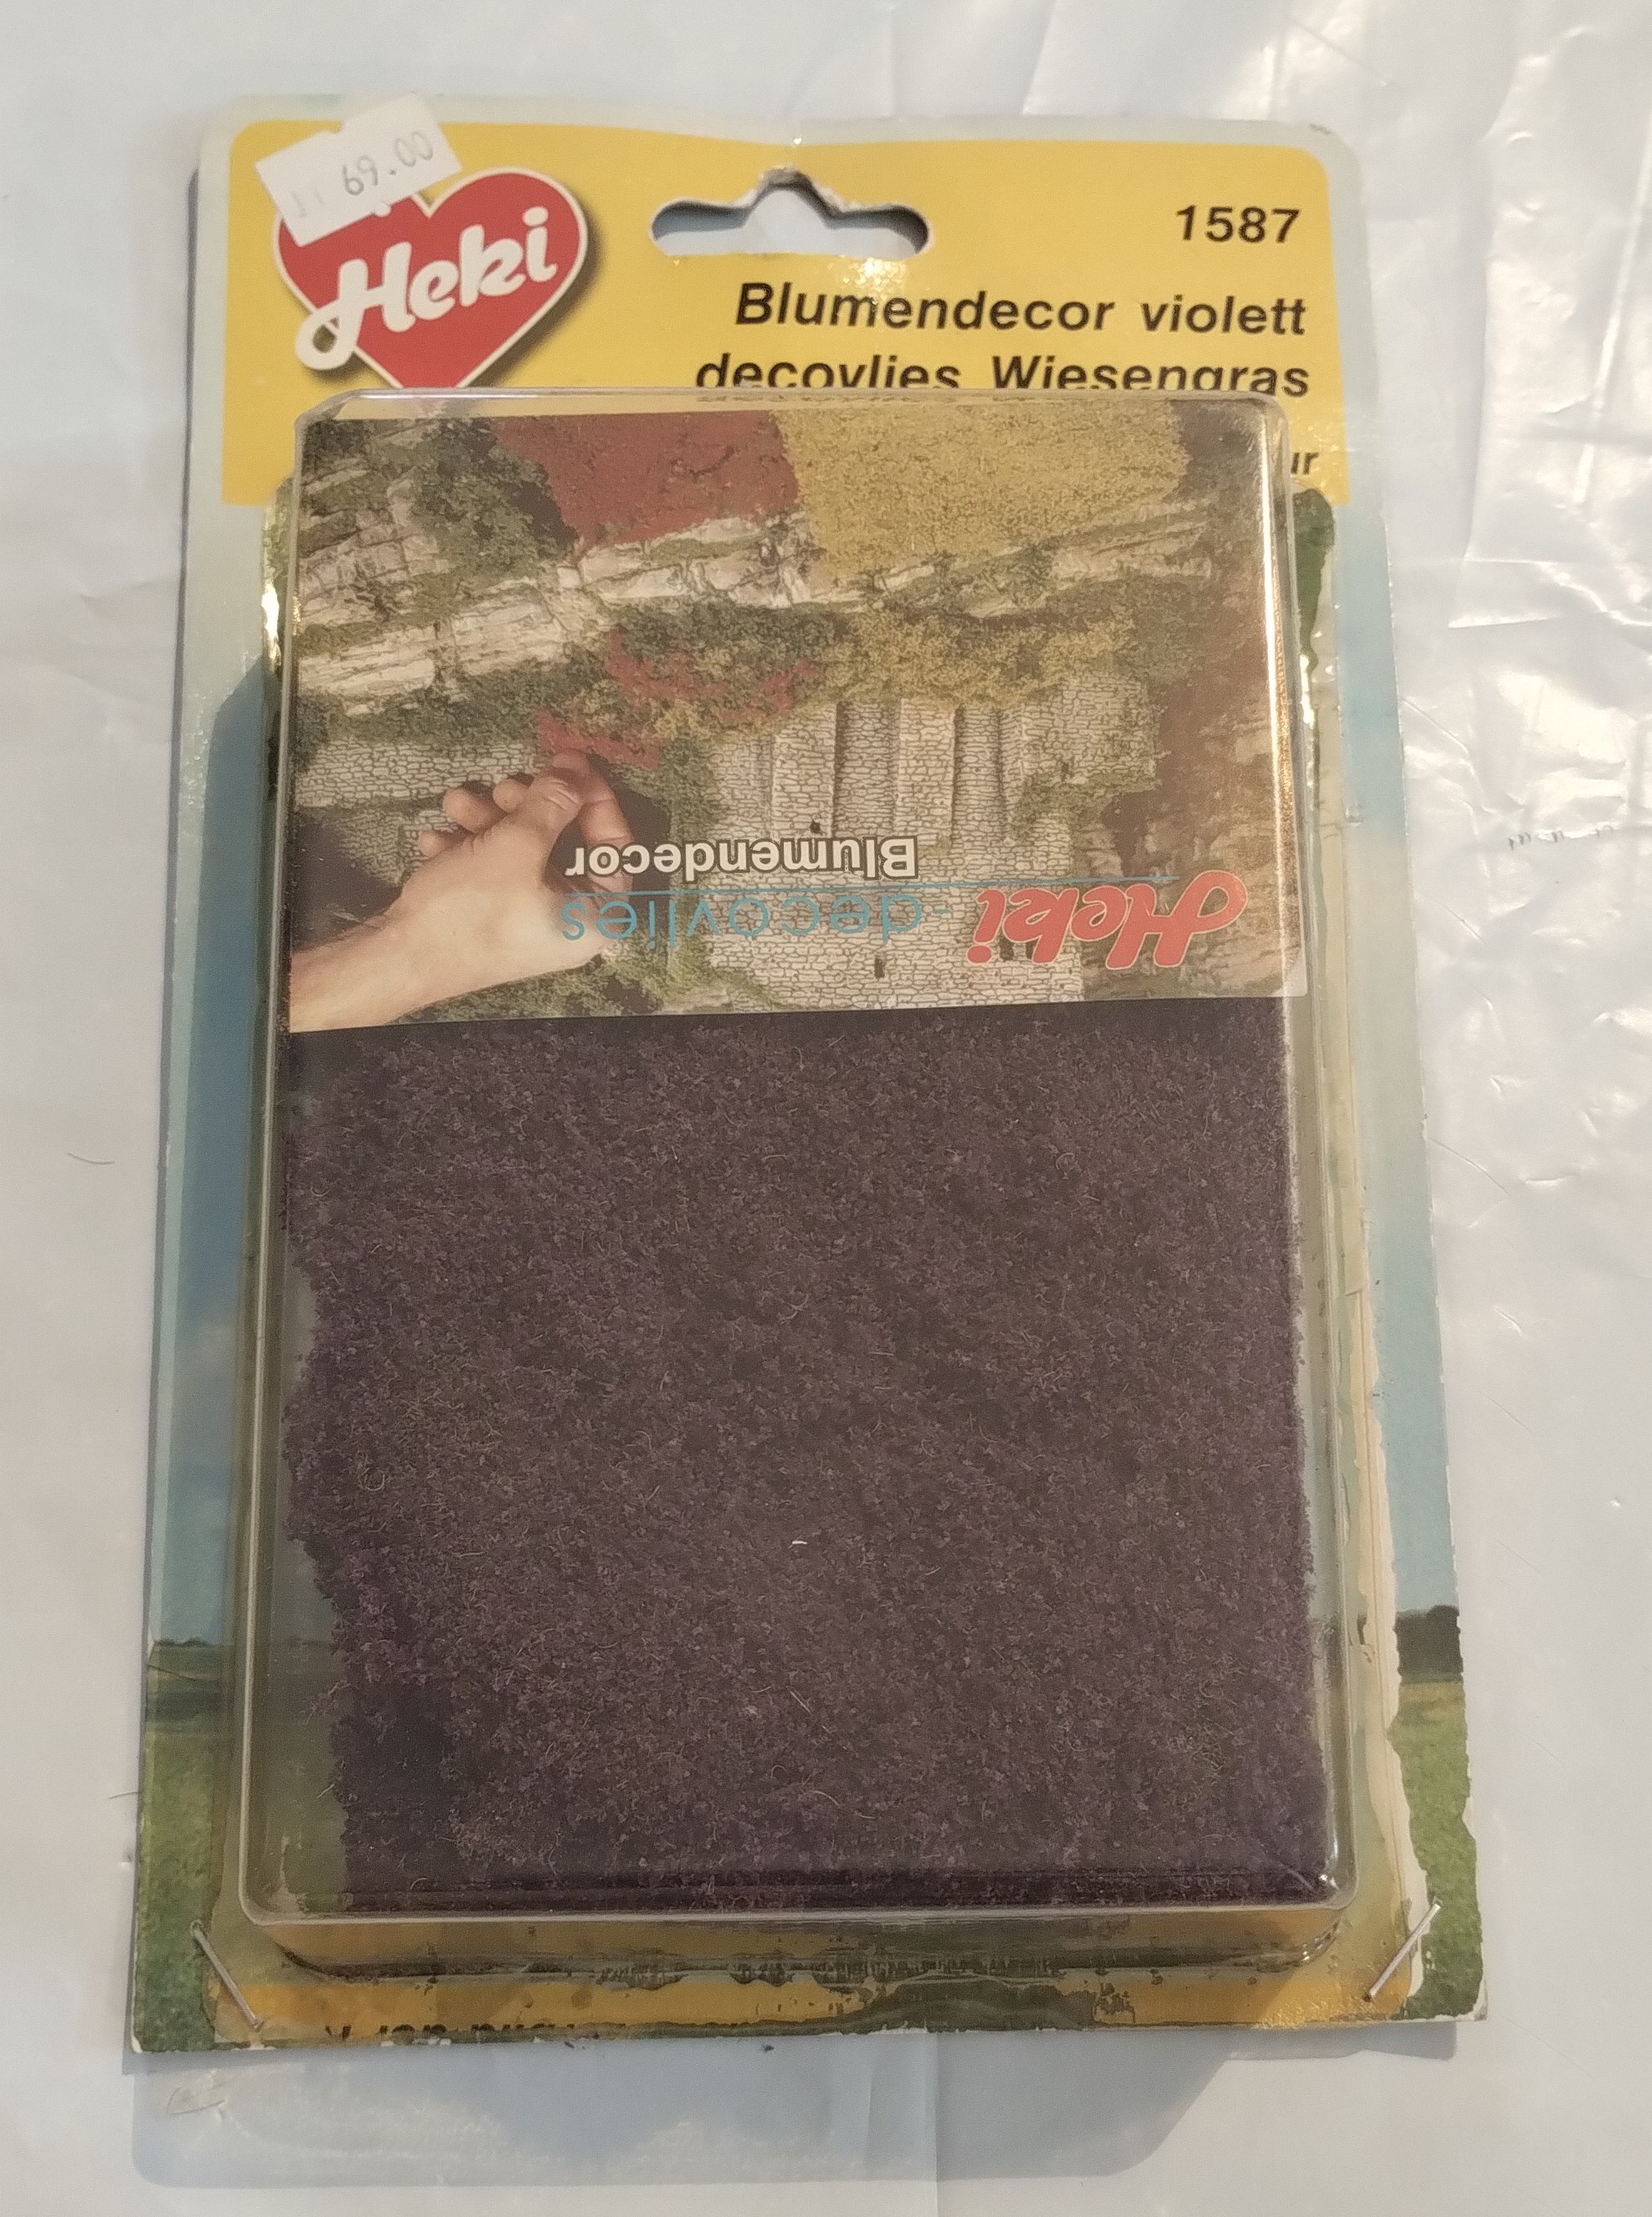 69.00
Heki
1587
Blumendecor violett
decovlies Wiesengras
Blumendecor
Heki -decovlies